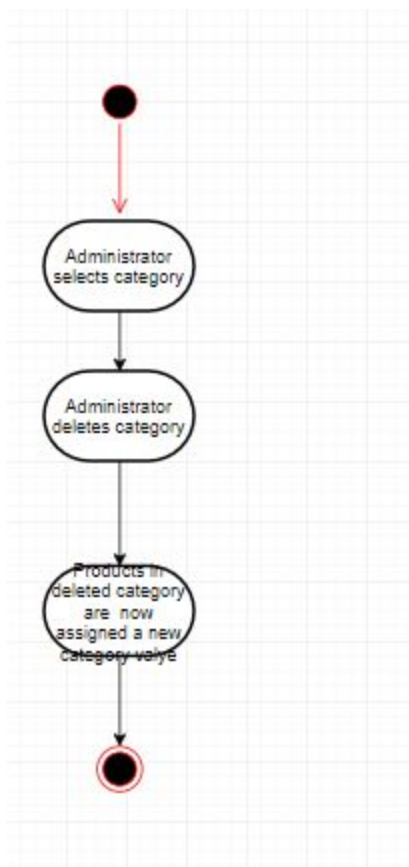 Administrator
selects category
Administrator
deletes category
Products in
deleted category
are now
assigned a new
category valye